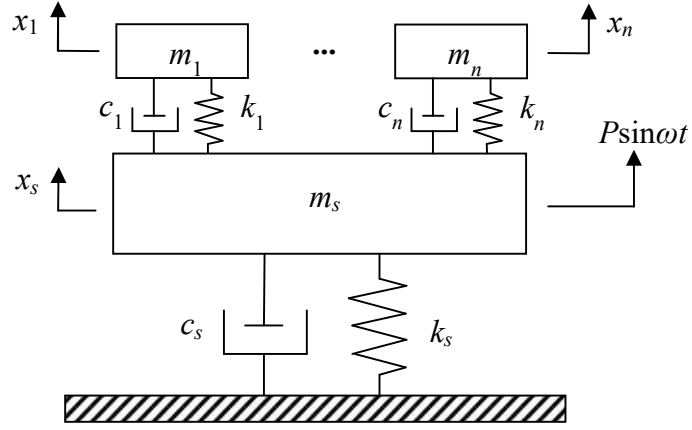 x₁ m₁ ... mₙ xₙ
c₁ k₁ cₙ kₙ
Psinωt
xₛ mₛ
cₛ kₛ